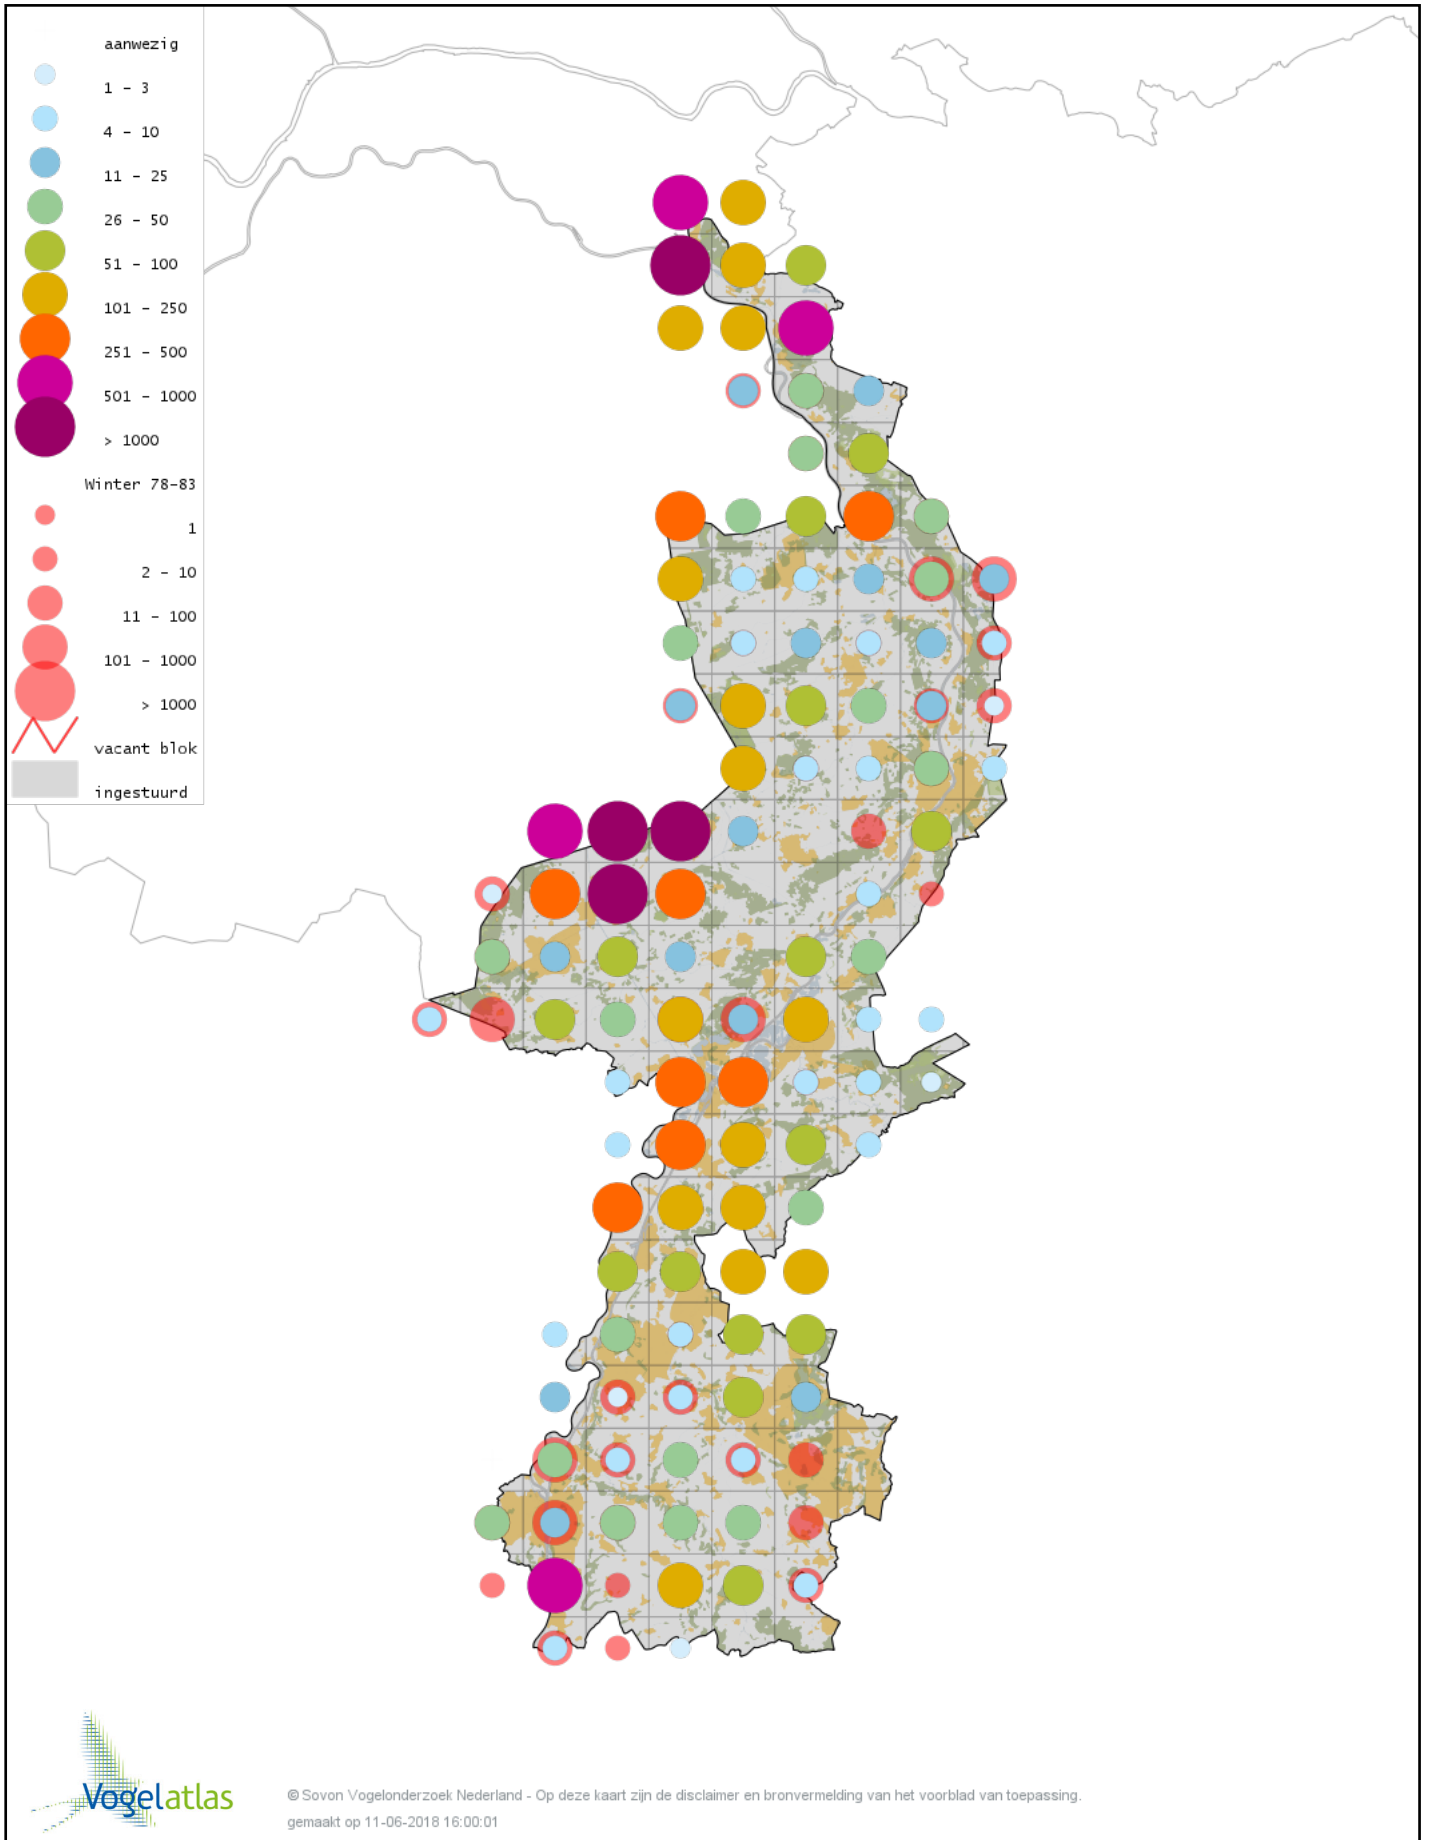 aanwezig
1 - 3
4 - 10
11 - 25
26 - 50
51 - 100
101 - 250
251 - 500
501 - 1000
> 1000
Winter 78-83
1
2 - 10
11 - 100
101 - 1000
> 1000
vacant blok
ingestuurd
Vogelatlas
© Sovon Vogelonderzoek Nederland - Op deze kaart zijn de disclaimer en bronvermelding van het voorblad van toepassing.
gemaakt op 11-06-2018 16:00:01